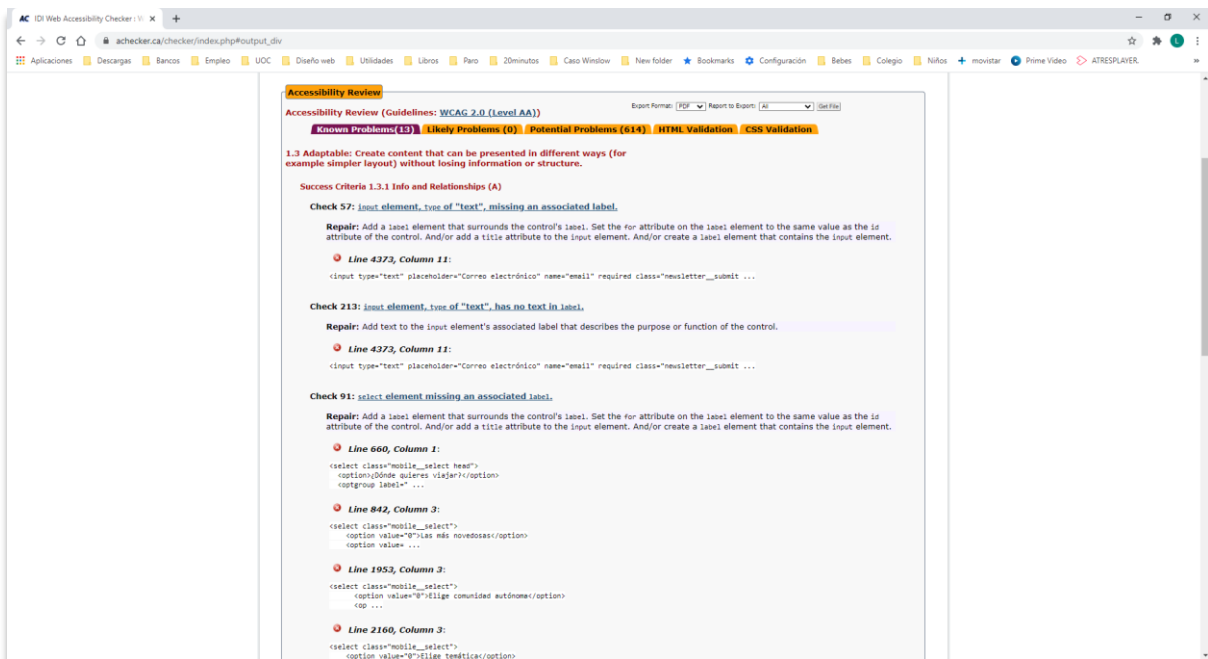 AC IDI Web Accessibility Checker : W
achecker.ca/checker/index.php#output_div
Aplicaciones Descargas Bancos Empleo UOC Diseño web Utilidades Libros Paro 20minutos Caso Winslow New folder Bookmarks Configuración Bebes Colegio Niños movistar Prime Video ATRESPLAYER. »
L
Accessibility Review
Export Format: PDF Report to Export: All Get File
Accessibility Review (Guidelines: WCAG 2.0 (Level AA))
Known Problems(13) Likely Problems (0) Potential Problems (614) HTML Validation CSS Validation
1.3 Adaptable: Create content that can be presented in different ways (for
example simpler layout) without losing information or structure.
Success Criteria 1.3.1 Info and Relationships (A)
Check 57: input element, type of "text", missing an associated label.
Repair: Add a label element that surrounds the control's label. Set the for attribute on the label element to the same value as the id
attribute of the control. And/or add a title attribute to the input element. And/or create a label element that contains the input element.
Line 4373, Column 11:
<input type="text" placeholder="Correo electrónico" name="email" required class="newsletter__submit ...
Check 213: input element, type of "text", has no text in label.
Repair: Add text to the input element's associated label that describes the purpose or function of the control.
Line 4373, Column 11:
<input type="text" placeholder="Correo electrónico" name="email" required class="newsletter__submit ...
Check 91: select element missing an associated label.
Repair: Add a label element that surrounds the control's label. Set the for attribute on the label element to the same value as the id
attribute of the control. And/or add a title attribute to the input element. And/or create a label element that contains the input element.
Line 660, Column 1:
<select class="mobile__select head">
<option>¿Dónde quieres viajar?</option>
<optgroup label=" ...
Line 842, Column 3:
<select class="mobile__select">
<option value="0">Las más novedosas</option>
<option value= ...
Line 1953, Column 3:
<select class="mobile__select">
<option value="0">Elige comunidad autónoma</option>
<op ...
Line 2160, Column 3:
<select class="mobile__select">
<option value="0">Elige temática</option>